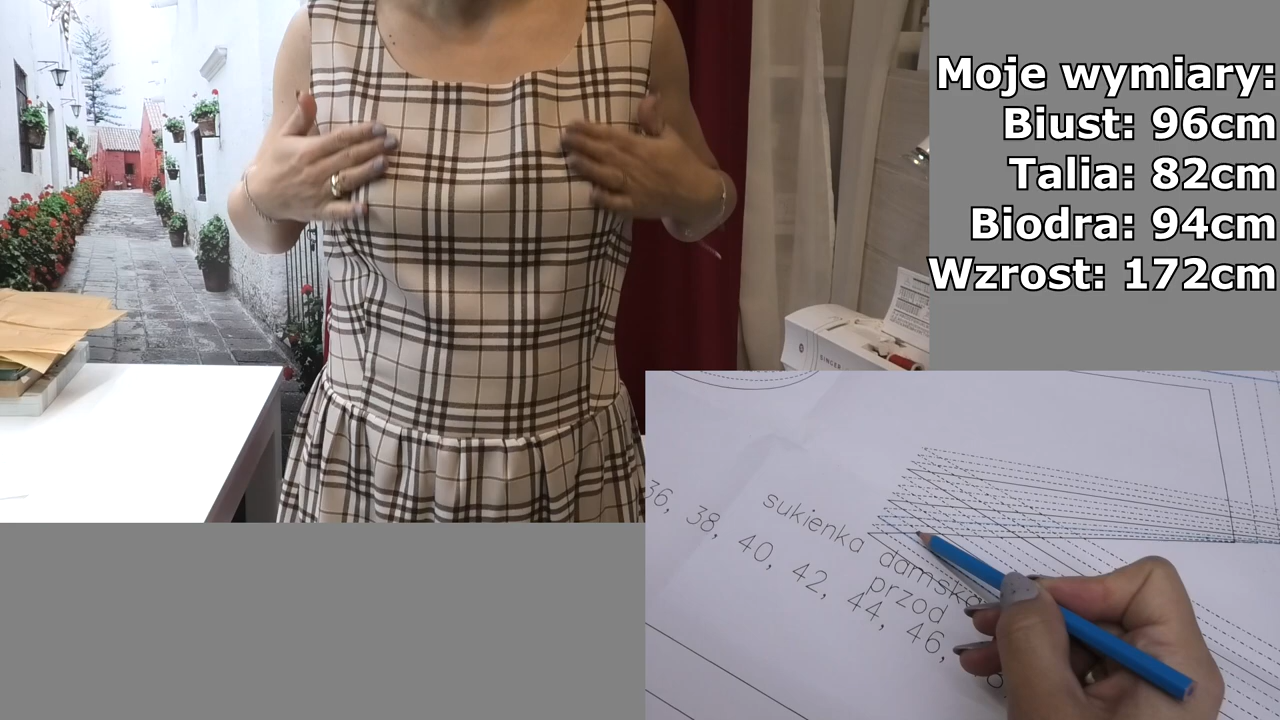 Moje wymiary:
Biust: 96cm
Talia: 82cm
Biodra: 94cm
Wzrost: 172cm
SINGER
sukienka damska
przod
36, 38, 40, 42, 44, 46,